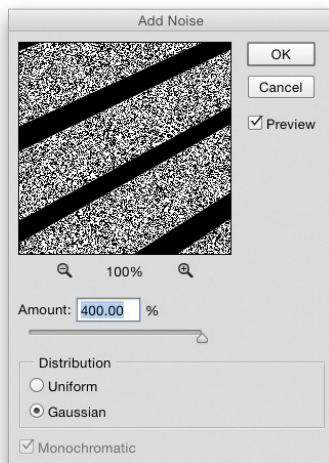 Add Noise
OK
Cancel
Preview
100%
Amount: 400.00 %
Distribution
Uniform
Gaussian
Monochromatic